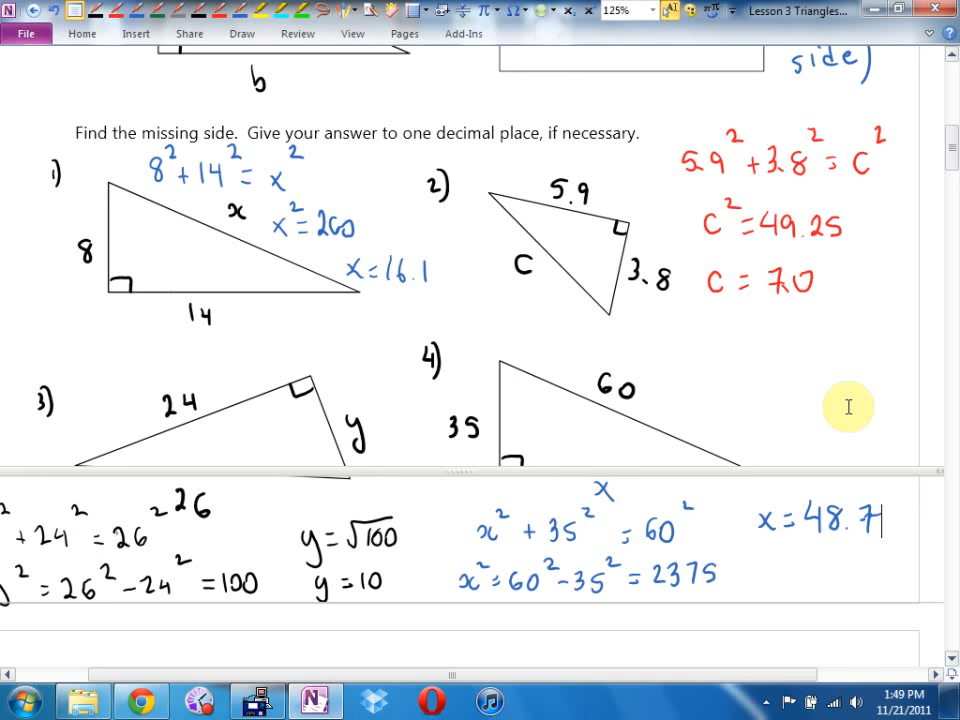 125%
Lesson 3 Triangles...
File Home Insert Share Draw Review View Pages Add-Ins
b
side)
Find the missing side. Give your answer to one decimal place, if necessary.
1)
8² + 14² = x²
x² = 260
x = 16.1
x
8
14
2)
5.9
3.8
C
5.9² + 3.8² = C²
C² = 49.25
C = 7.0
3)
24
y
4)
60
35
26
x
+ 24² = 26²
y² = 26² - 24² = 100
y = √100
y = 10
x² + 35² = 60²
x² = 60² - 35² = 2375
x = 48.7
1:49 PM
11/21/2011